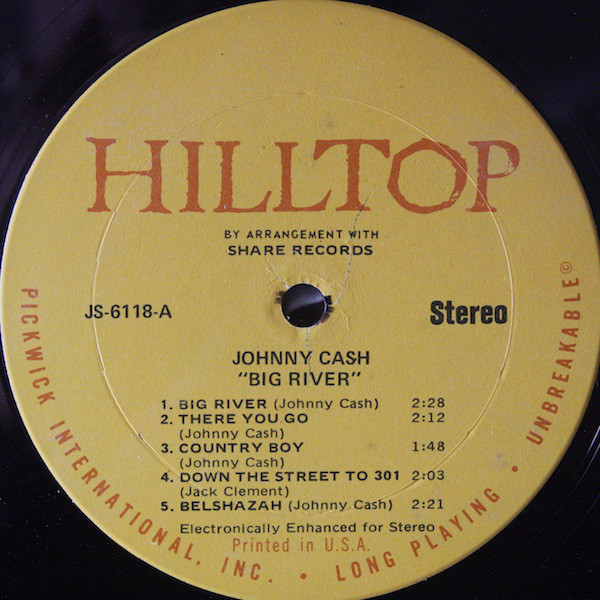 HILLTOP
BY ARRANGEMENT WITH
SHARE RECORDS
JS-6118-A
Stereo
JOHNNY CASH
"BIG RIVER"
1. BIG RIVER (Johnny Cash) 2:28
2. THERE YOU GO 2:12
(Johnny Cash)
3. COUNTRY BOY 1:48
(Johnny Cash)
4. DOWN THE STREET TO 301 2:03
(Jack Clement)
5. BELSHAZAH (Johnny Cash) 2:21
Electronically Enhanced for Stereo
Printed in U.S.A.
PICKWICK INTERNATIONAL, INC. • LONG PLAYING • UNBREAKABLE©